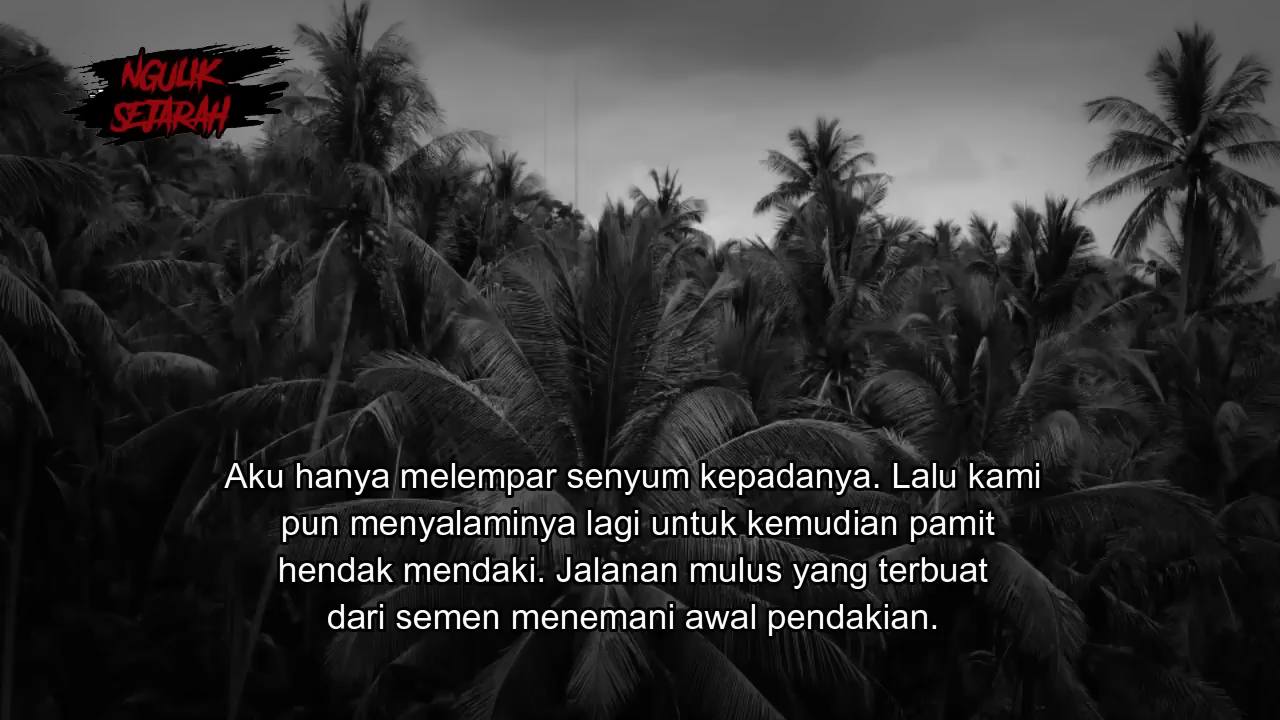 NGULIK
SEJARAH
Aku hanya melempar senyum kepadanya. Lalu kami
pun menyalaminya lagi untuk kemudian pamit
hendak mendaki. Jalanan mulus yang terbuat
dari semen menemani awal pendakian.